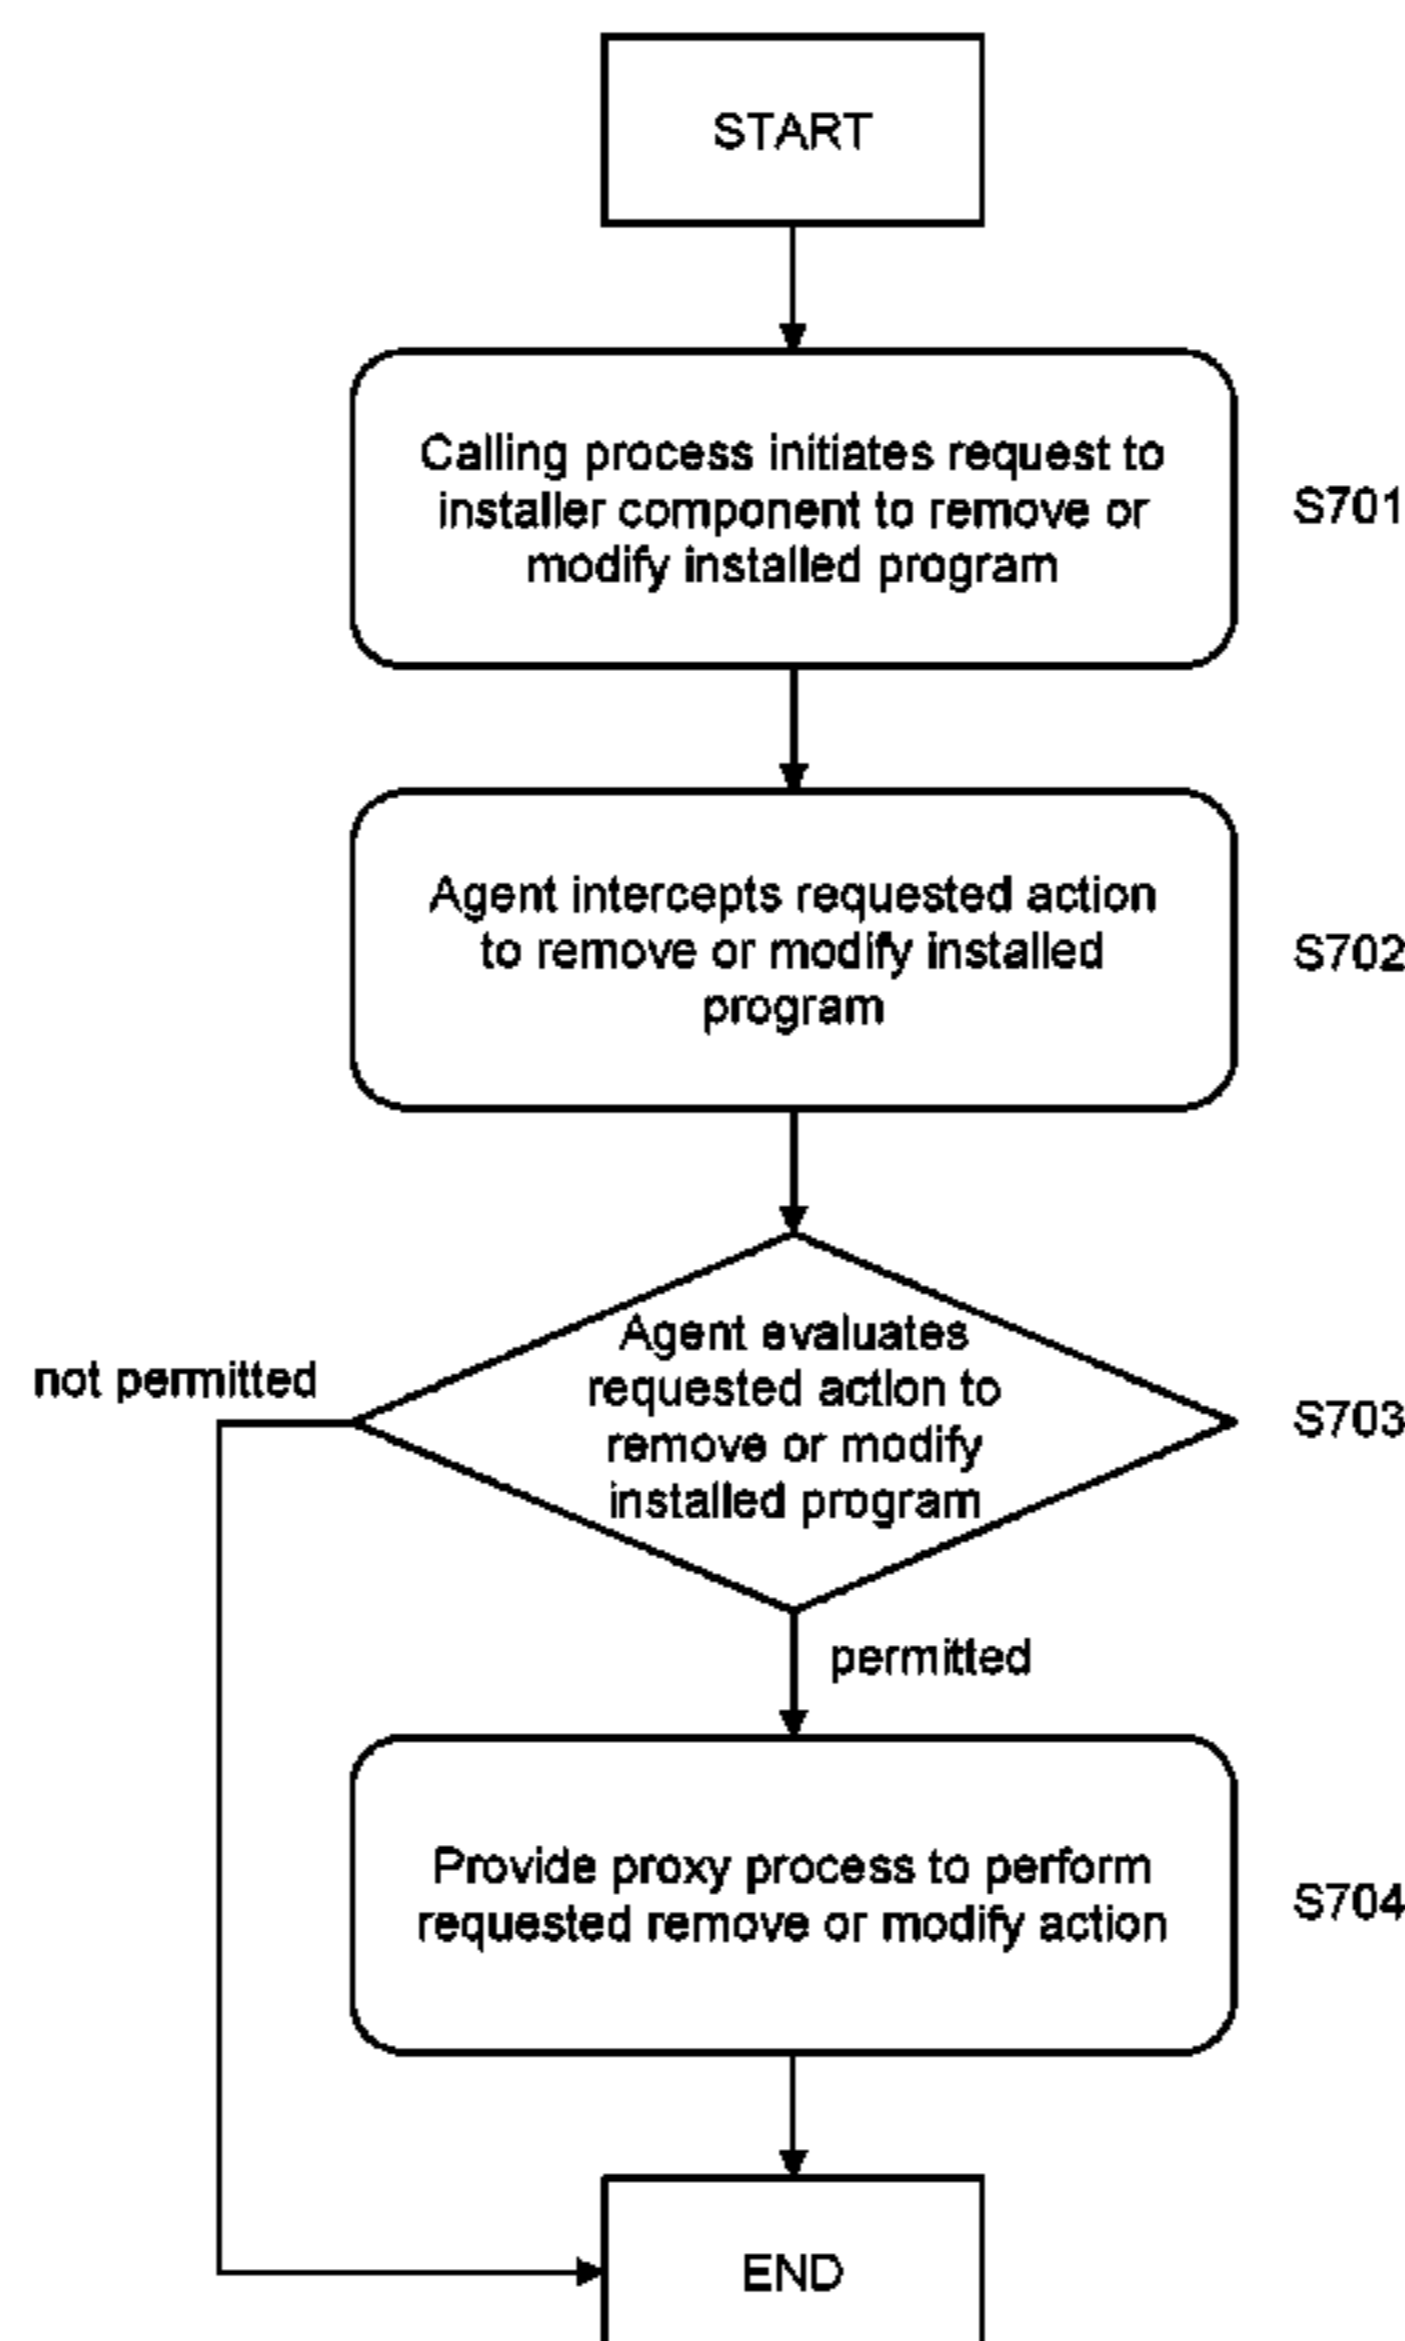 START
Calling process initiates request to
installer component to remove or
modify installed program
S701
Agent intercepts requested action
to remove or modify installed
program
S702
Agent evaluates
requested action to
remove or modify
installed program
not permitted
S703
permitted
Provide proxy process to perform
requested remove or modify action
S704
END